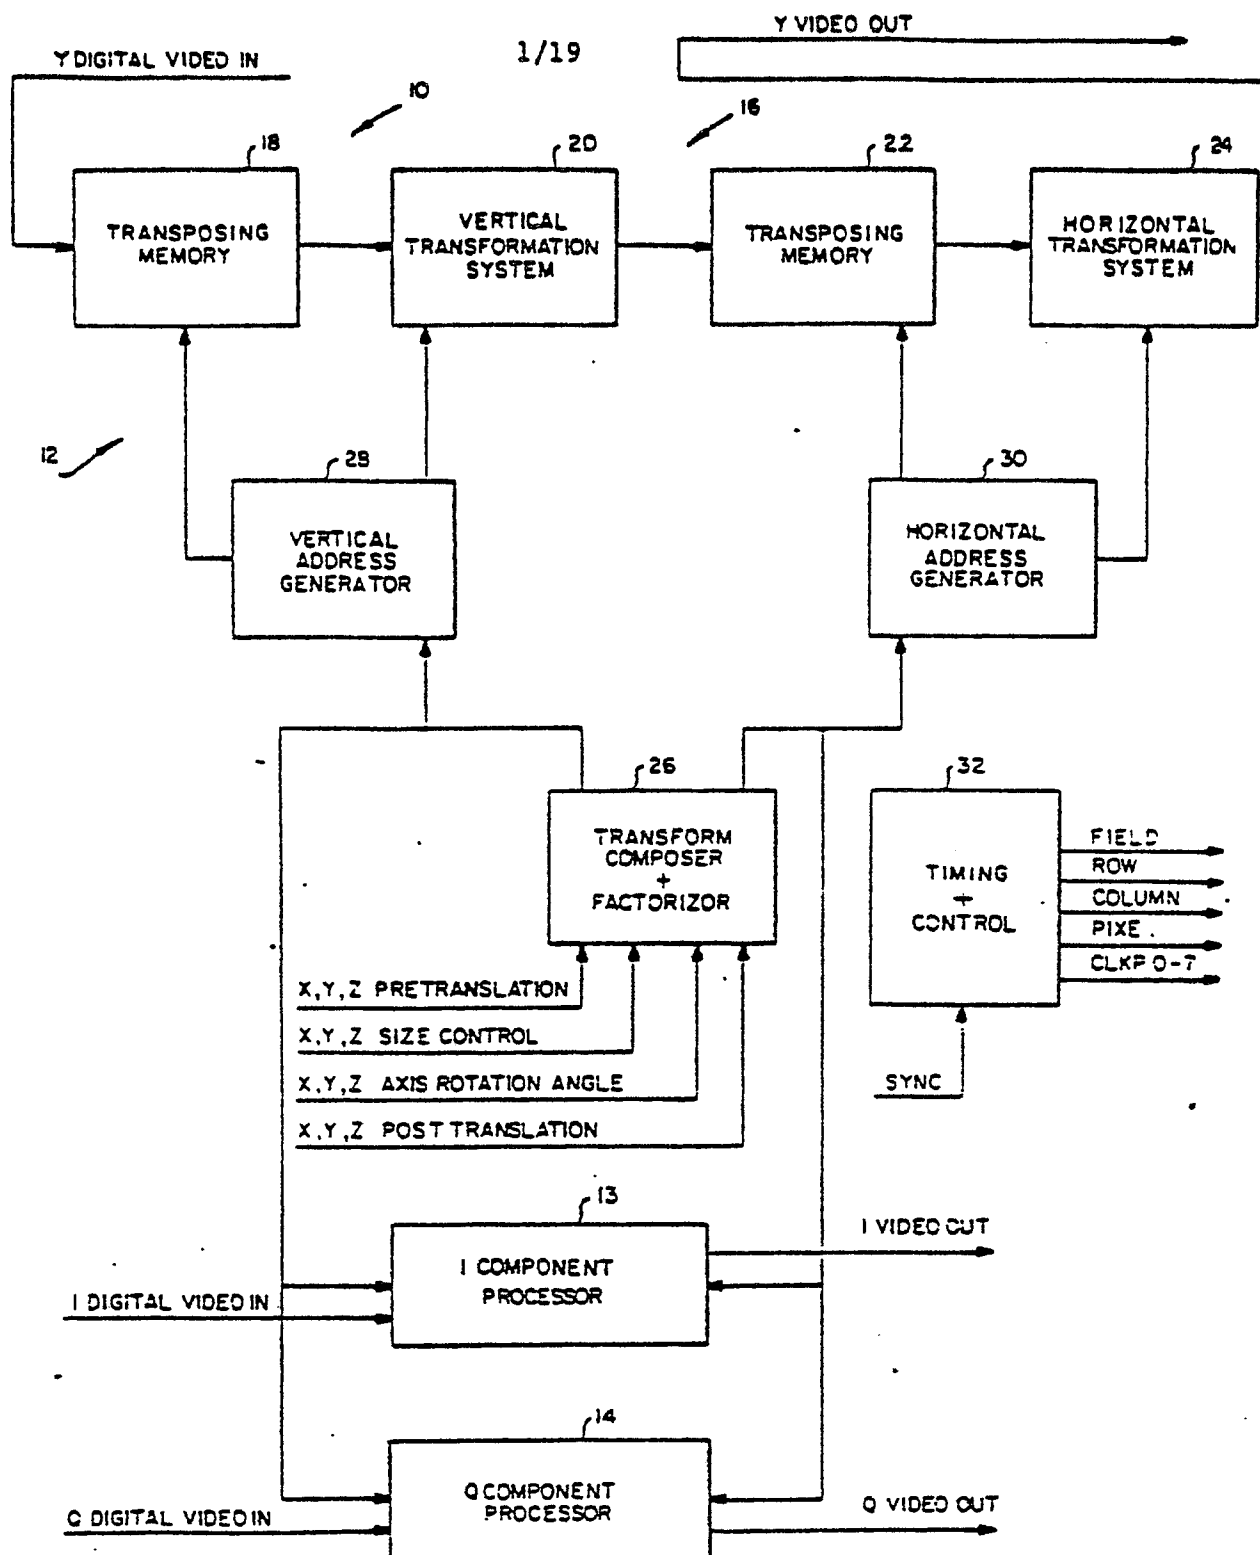 Y VIDEO OUT
1/19
Y DIGITAL VIDEO IN
10
16
18
20
22
24
TRANSPOSING
MEMORY
VERTICAL
TRANSFORMATION
SYSTEM
TRANSPOSING
MEMORY
HORIZONTAL
TRANSFORMATION
SYSTEM
12
28
30
VERTICAL
ADDRESS
GENERATOR
HORIZONTAL
ADDRESS
GENERATOR
26
32
TRANSFORM
COMPOSER
+
FACTORIZOR
TIMING
+
CONTROL
FIELD
ROW
COLUMN
PIXE
CLKP 0-7
X,Y,Z PRETRANSLATION
X,Y,Z SIZE CONTROL
X,Y,Z AXIS ROTATION ANGLE
X,Y,Z POST TRANSLATION
SYNC
13
I COMPONENT
PROCESSOR
I VIDEO OUT
I DIGITAL VIDEO IN
14
Q COMPONENT
PROCESSOR
Q DIGITAL VIDEO IN
Q VIDEO OUT